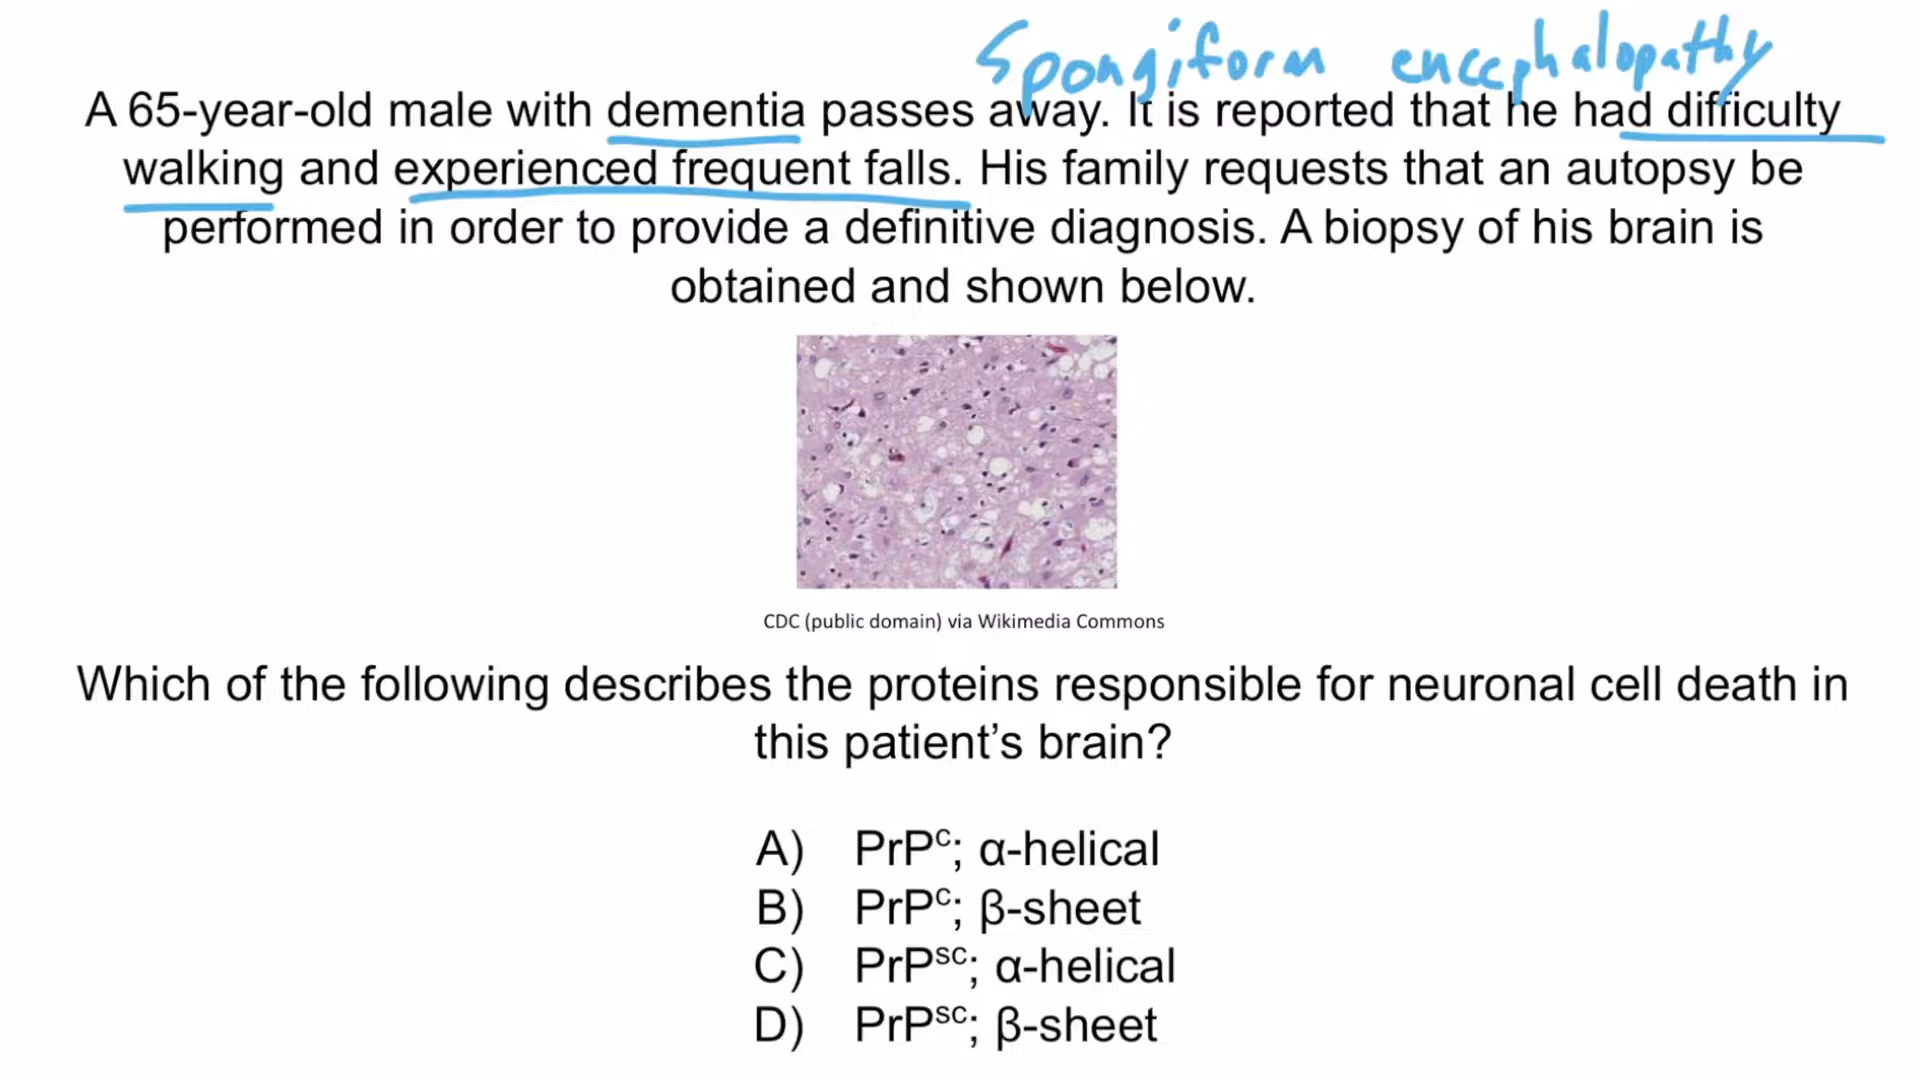 Spongiform encephalopathy
A 65-year-old male with dementia passes away. It is reported that he had difficulty
walking and experienced frequent falls. His family requests that an autopsy be
performed in order to provide a definitive diagnosis. A biopsy of his brain is
obtained and shown below.
CDC (public domain) via Wikimedia Commons
Which of the following describes the proteins responsible for neuronal cell death in
this patient’s brain?
A) PrPᶜ; α-helical
B) PrPᶜ; β-sheet
C) PrPˢᶜ; α-helical
D) PrPˢᶜ; β-sheet